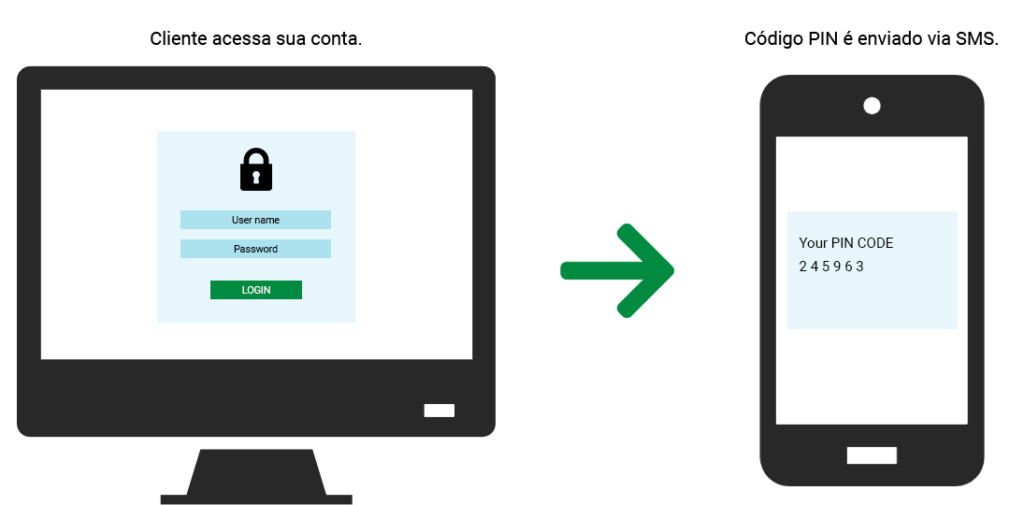 Cliente acessa sua conta.
Código PIN é enviado via SMS.
User name
Password
LOGIN
Your PIN CODE
2 4 5 9 6 3